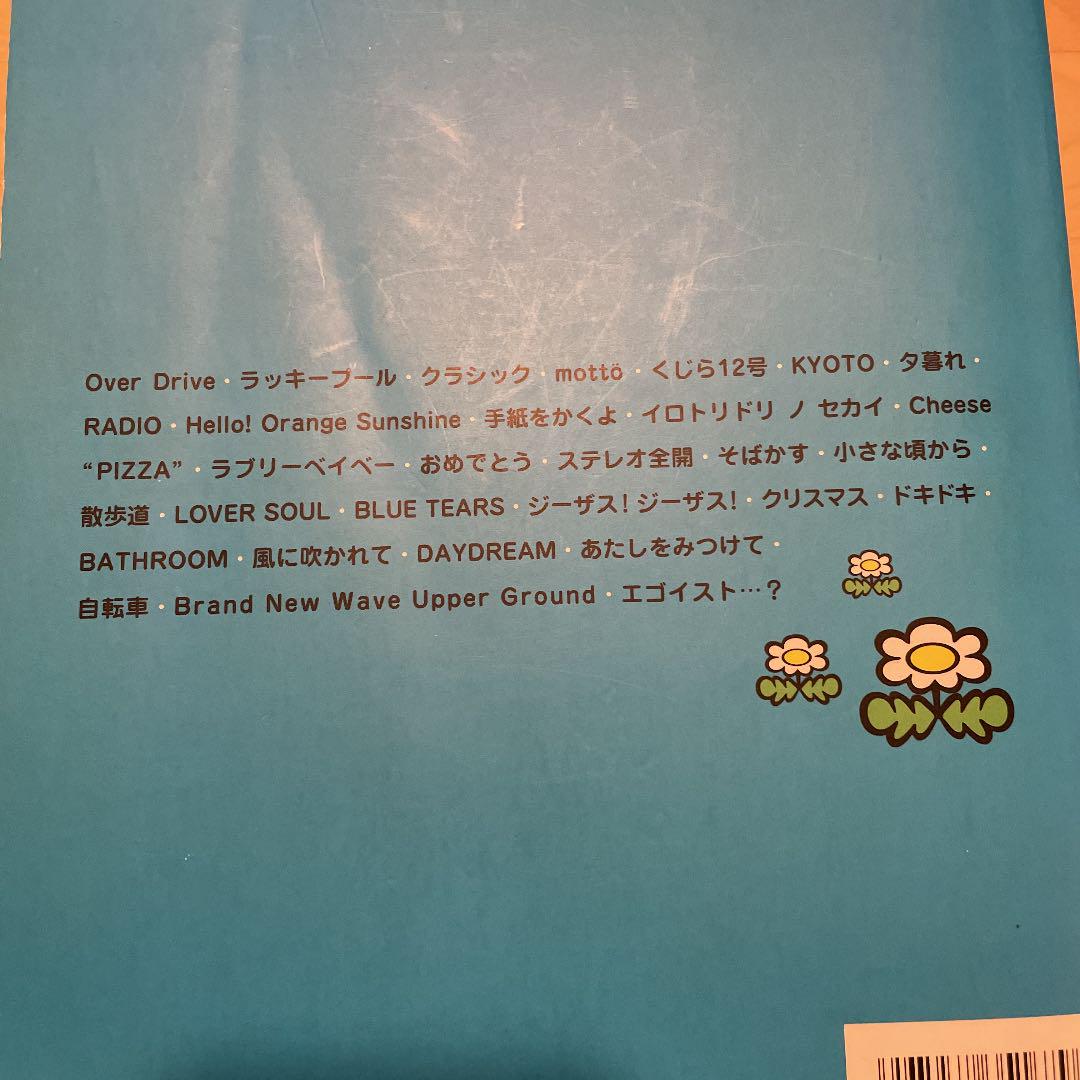 Over Drive・ラッキープール・クラシック・mottö・くじら12号・KYOTO・夕暮れ・
RADIO・Hello! Orange Sunshine・手紙をかくよ・イロトリドリ ノ セカイ・Cheese
“PIZZA”・ラブリーベイベー・おめでとう・ステレオ全開・そばかす・小さな頃から・
散歩道・LOVER SOUL・BLUE TEARS・ジーザス! ジーザス!・クリスマス・ドキドキ・
BATHROOM・風に吹かれて・DAYDREAM・あたしをみつけて・
自転車・Brand New Wave Upper Ground・エゴイスト…？